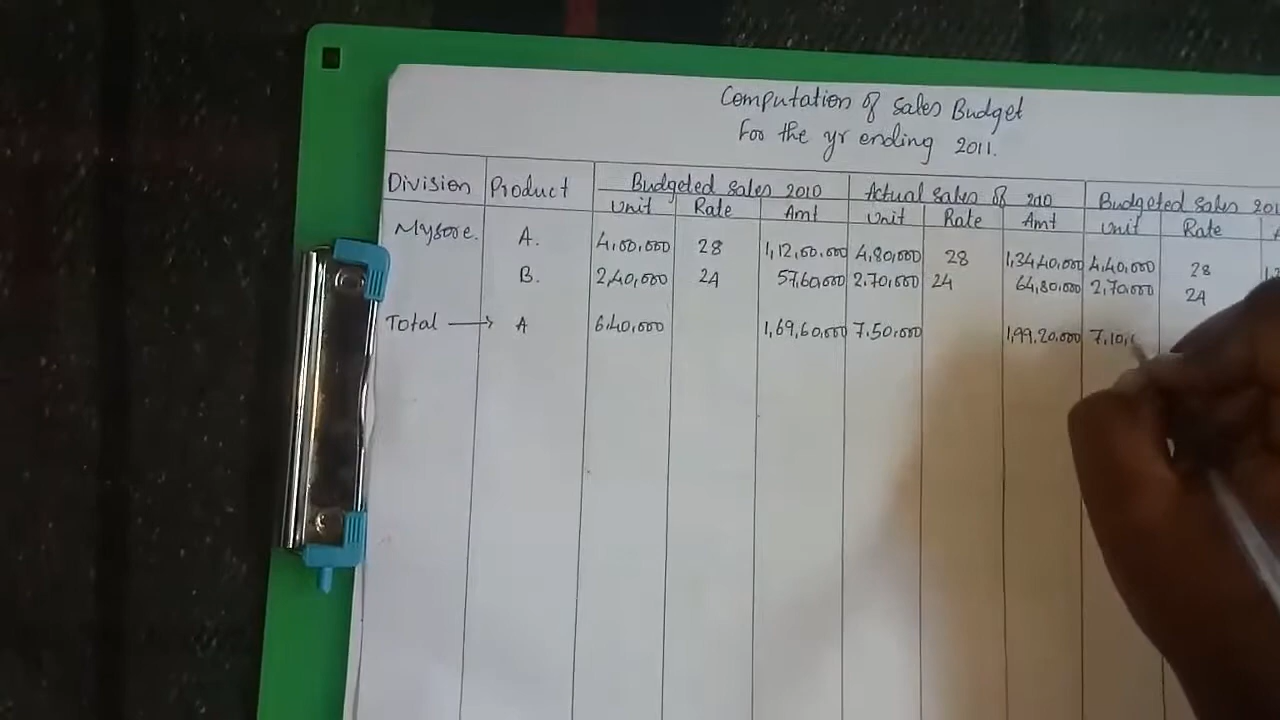 Computation of Sales Budget
For the yr ending 2011.
Division Product Budgeted Sales 2010 Actual Sales of 2010 Budgeted Sales
Unit Rate Amt Unit Rate Amt Unit Rate
Mysore. A. 4,00,000 28 1,12,00,000 4,80,000 28 1,34,40,000 4,40,000 28
B. 2,40,000 24 57,60,000 2,70,000 24 64,80,000 2,70,000 24
Total → A 6,40,000 1,69,60,000 7,50,000 1,99,20,000 7,10,